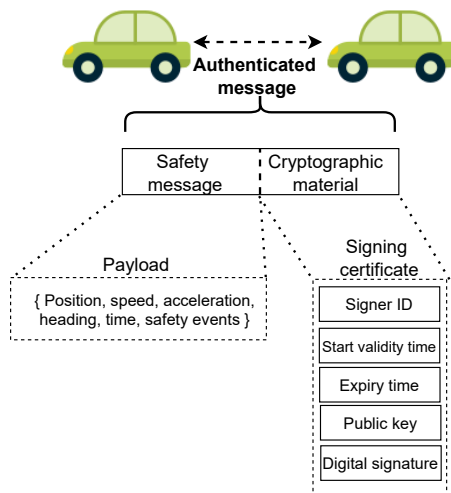 Authenticated
message
Safety
message
Cryptographic
material
Payload
{ Position, speed, acceleration,
heading, time, safety events }
Signing
certificate
Signer ID
Start validity time
Expiry time
Public key
Digital signature